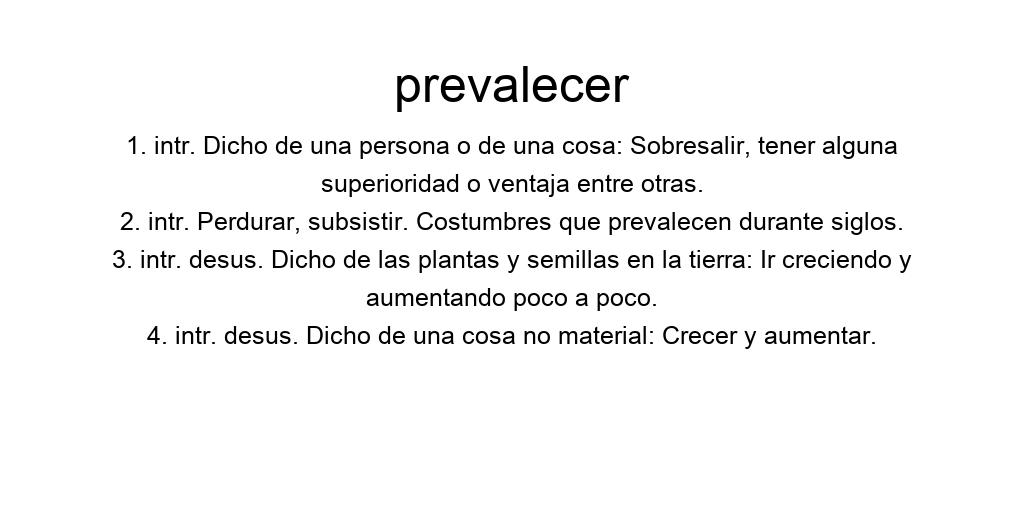 prevalecer
1. intr. Dicho de una persona o de una cosa: Sobresalir, tener alguna
superioridad o ventaja entre otras.
2. intr. Perdurar, subsistir. Costumbres que prevalecen durante siglos.
3. intr. desus. Dicho de las plantas y semillas en la tierra: Ir creciendo y
aumentando poco a poco.
4. intr. desus. Dicho de una cosa no material: Crecer y aumentar.